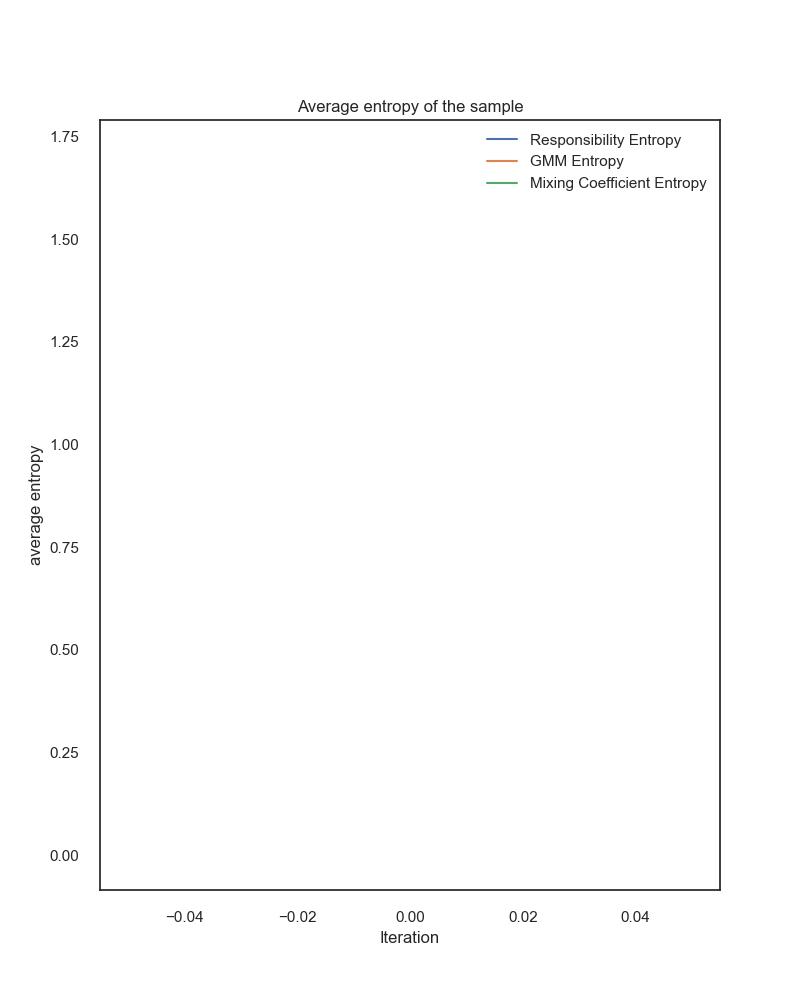 Average entropy of the sample
Responsibility Entropy
GMM Entropy
Mixing Coefficient Entropy
average entropy
1.75
1.50
1.25
1.00
0.75
0.50
0.25
0.00
−0.04 −0.02 0.00 0.02 0.04
Iteration